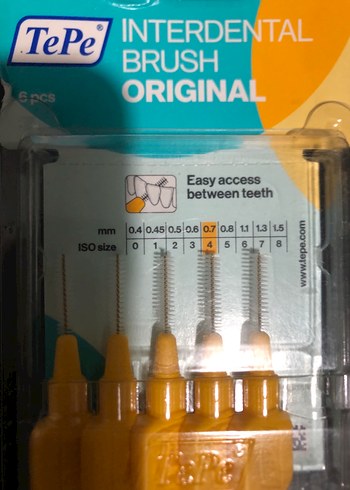 TePe®
INTERDENTAL
BRUSH
ORIGINAL
6 pcs
Easy access
between teeth
mm 0.4 0.45 0.5 0.6 0.7 0.8 1.1 1.3 1.5
ISO size 0 1 2 3 4 5 6 7 8
www.tepe.com
TePe